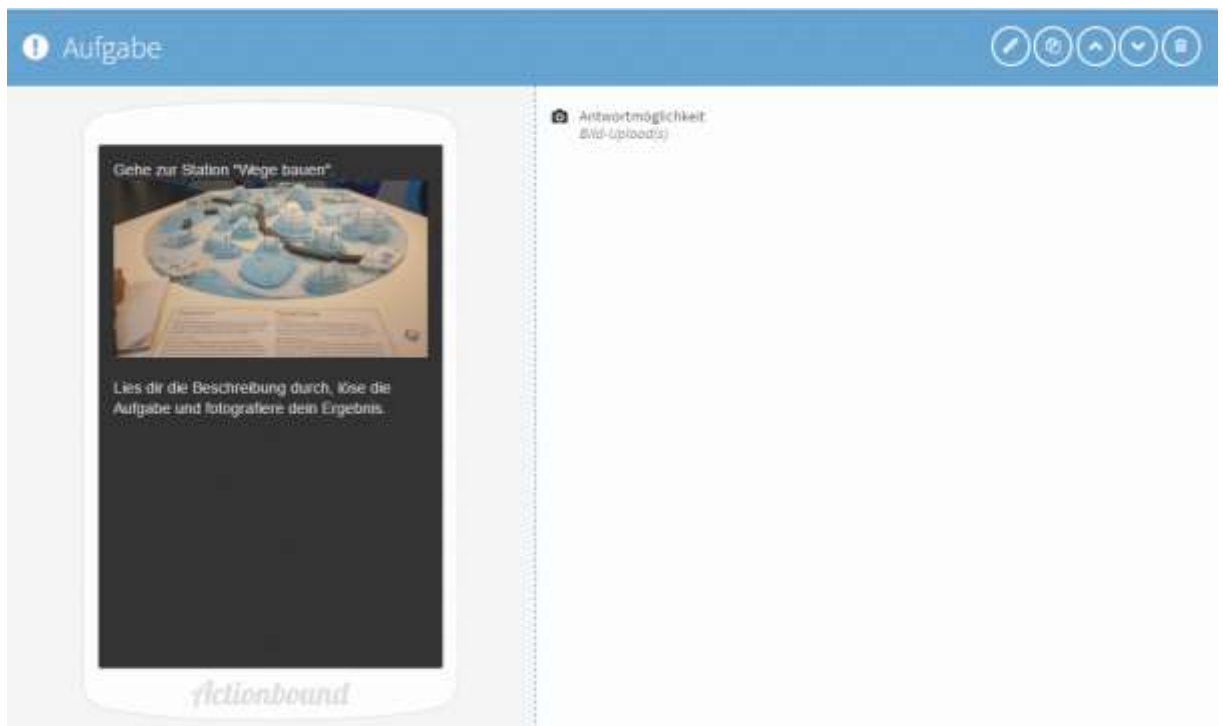 Aufgabe
Antwortmöglichkeit
Bild-Upload(s)
Gehe zur Station "Wege bauen".
Lies dir die Beschreibung durch, löse die
Aufgabe und fotografiere dein Ergebnis.
Actionbound